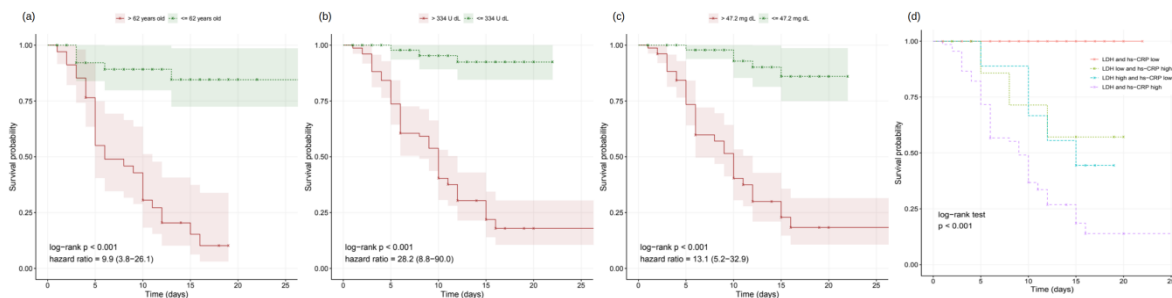 (a)
> 62 years old <= 62 years old
1.00
0.75
0.50
0.25
0.00
Survival probability
log−rank p < 0.001
hazard ratio = 9.9 (3.8−26.1)
0 5 10 15 20 25
Time (days)
(b)
> 334 U dL <= 334 U dL
1.00
0.75
0.50
0.25
0.00
Survival probability
log−rank p < 0.001
hazard ratio = 28.2 (8.8−90.0)
0 5 10 15 20 25
Time (days)
(c)
> 47.2 mg dL <= 47.2 mg dL
1.00
0.75
0.50
0.25
0.00
Survival probability
log−rank p < 0.001
hazard ratio = 13.1 (5.2−32.9)
0 5 10 15 20 25
Time (days)
(d)
1.00
0.75
0.50
0.25
0.00
Survival probability
LDH and hs−CRP low
LDH low and hs−CRP high
LDH high and hs−CRP low
LDH and hs−CRP high
log−rank test
p < 0.001
0 5 10 15 20 25
Time (days)